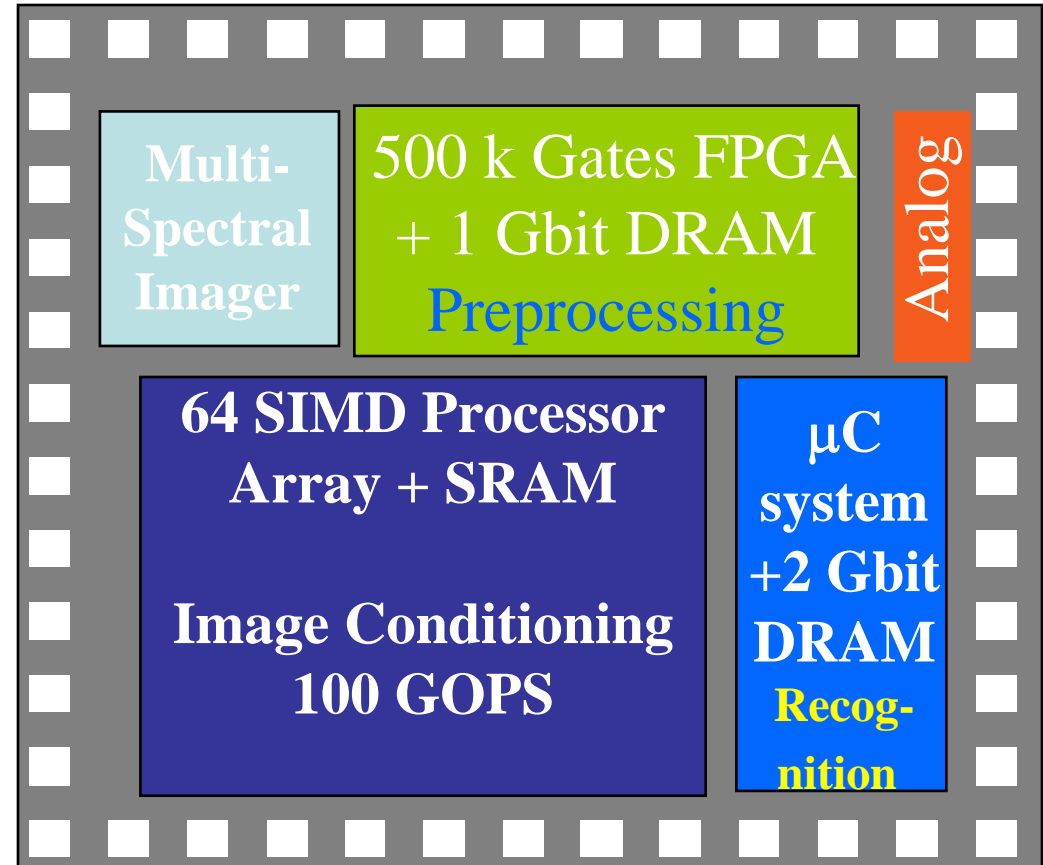 Multi-
Spectral
Imager
500 k Gates FPGA
+ 1 Gbit DRAM
Preprocessing
Analog
64 SIMD Processor
Array + SRAM
Image Conditioning
100 GOPS
μC
system
+2 Gbit
DRAM
Recog-
nition